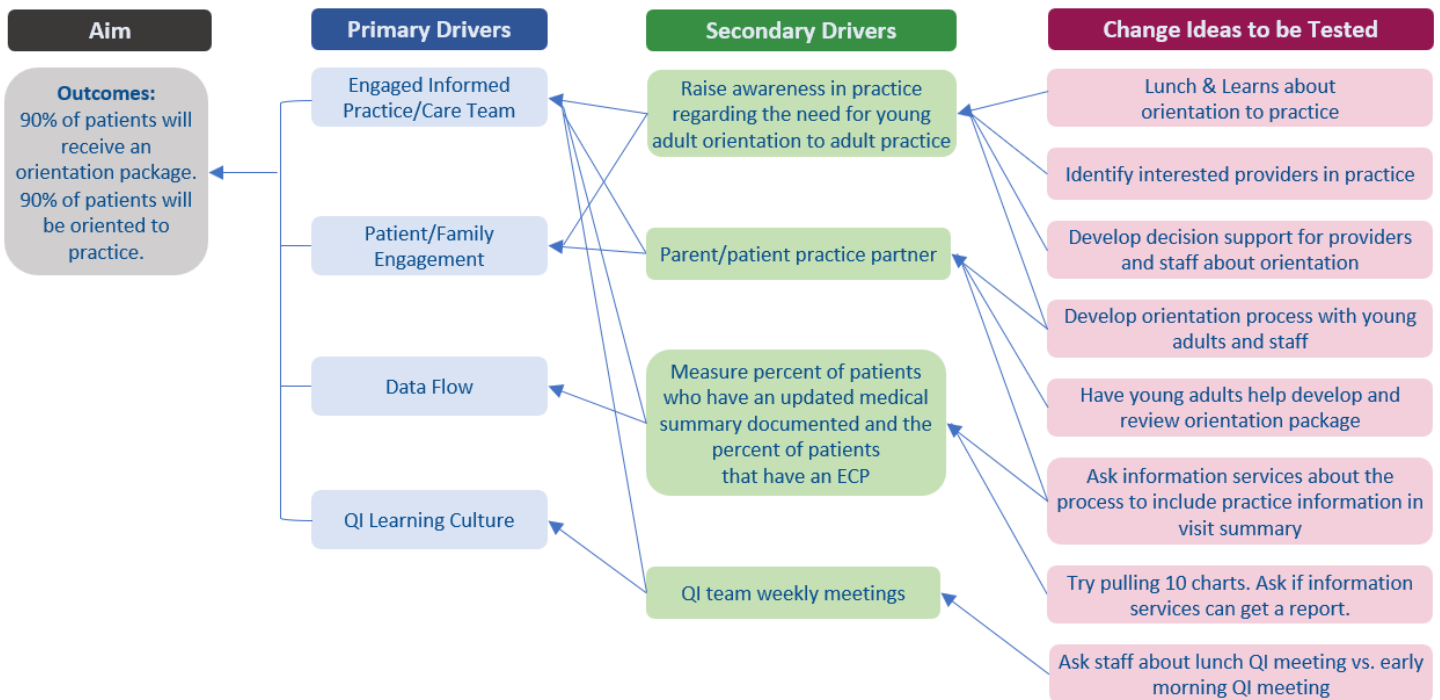 Aim
Outcomes:
90% of patients will
receive an
orientation package.
90% of patients will
be oriented to
practice.
Primary Drivers
Engaged Informed
Practice/Care Team
Patient/Family
Engagement
Data Flow
QI Learning Culture
Secondary Drivers
Raise awareness in practice
regarding the need for young
adult orientation to adult practice
Parent/patient practice partner
Measure percent of patients
who have an updated medical
summary documented and the
percent of patients
that have an ECP
QI team weekly meetings
Change Ideas to be Tested
Lunch & Learns about
orientation to practice
Identify interested providers in practice
Develop decision support for providers
and staff about orientation
Develop orientation process with young
adults and staff
Have young adults help develop and
review orientation package
Ask information services about the
process to include practice information in
visit summary
Try pulling 10 charts. Ask if information
services can get a report.
Ask staff about lunch QI meeting vs. early
morning QI meeting